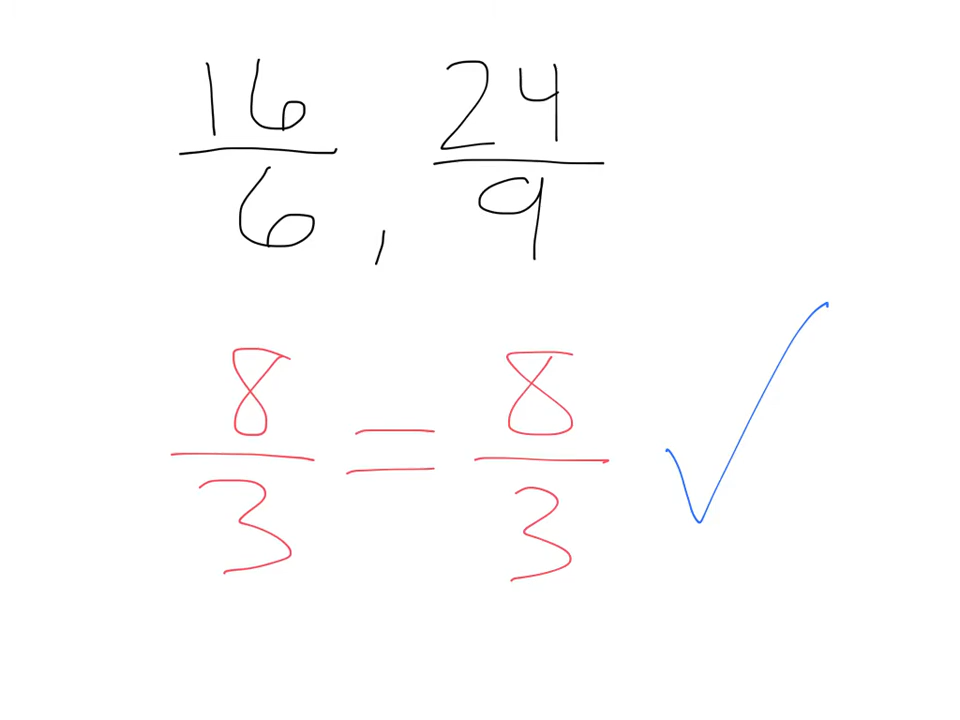 16/6, 24/9
8/3 = 8/3 ✓